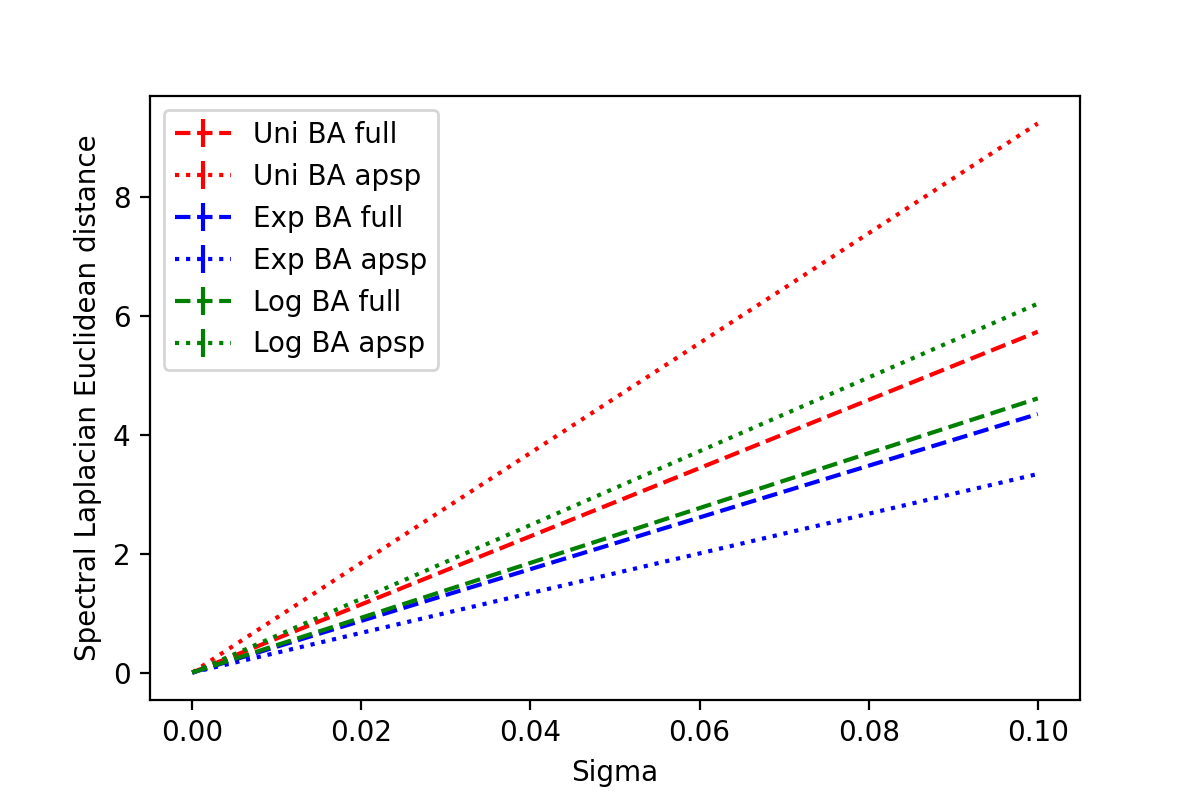 Uni BA full
Uni BA apsp
Exp BA full
Exp BA apsp
Log BA full
Log BA apsp
Spectral Laplacian Euclidean distance
8
6
4
2
0
0.00 0.02 0.04 0.06 0.08 0.10
Sigma